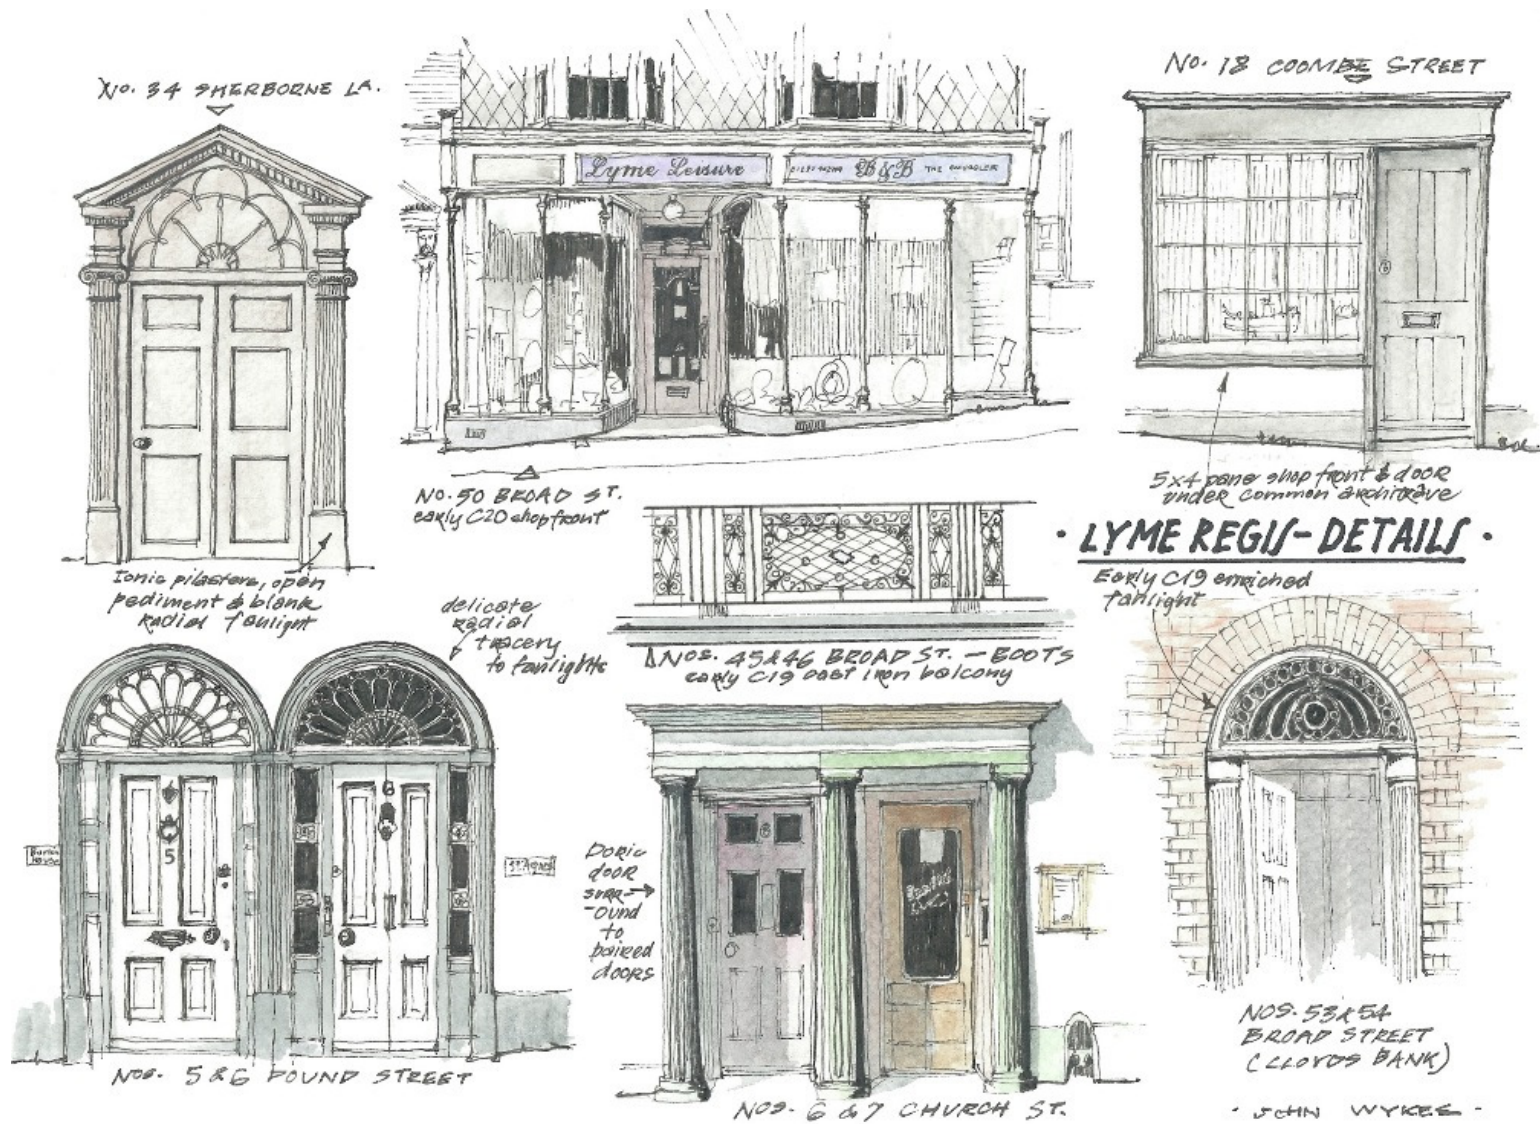 No. 34 SHERBORNE LA.
Ionic pilasters, open
pediment & blank
radial fanlight
Lyme Leisure
B&B THE
No. 50 BROAD ST.
early C20 shopfront
No. 18 COOMBE STREET
5x4 pane shop front & door
under common architrave
· LYME REGIS - DETAILS ·
Early C19 enriched
fanlight
delicate
radial
tracery
to fanlights
Nos. 45 & 46 BROAD ST. — BOOTS
early C19 cast iron balcony
5
6
House
St Agnes
Nos. 5 & 6 POUND STREET
Doric
door
surr-
-ound
to
paired
doors
NOS. 6 & 7 CHURCH ST.
NOS. 53 & 54
BROAD STREET
(LLOYDS BANK)
· JOHN WYKES ·